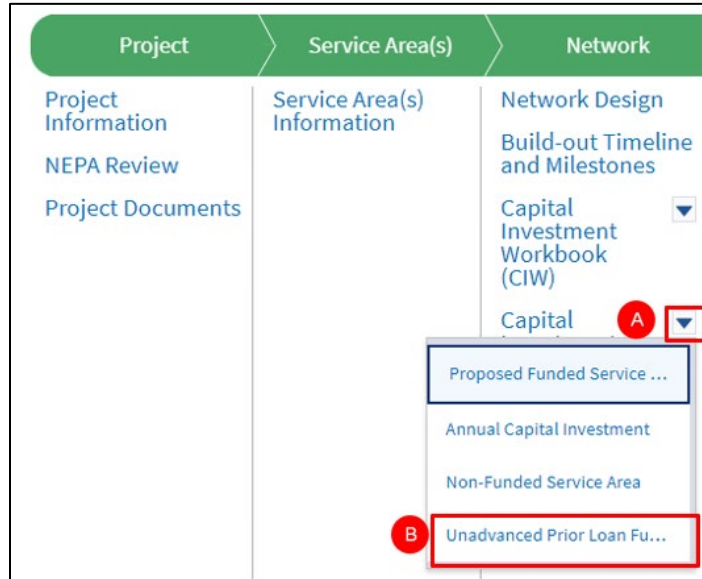 Project
Service Area(s)
Network
Project
Information
NEPA Review
Project Documents
Service Area(s)
Information
Network Design
Build-out Timeline
and Milestones
Capital
Investment
Workbook
(CIW)
Capital
A
Proposed Funded Service ...
Annual Capital Investment
Non-Funded Service Area
B
Unadvanced Prior Loan Fu...